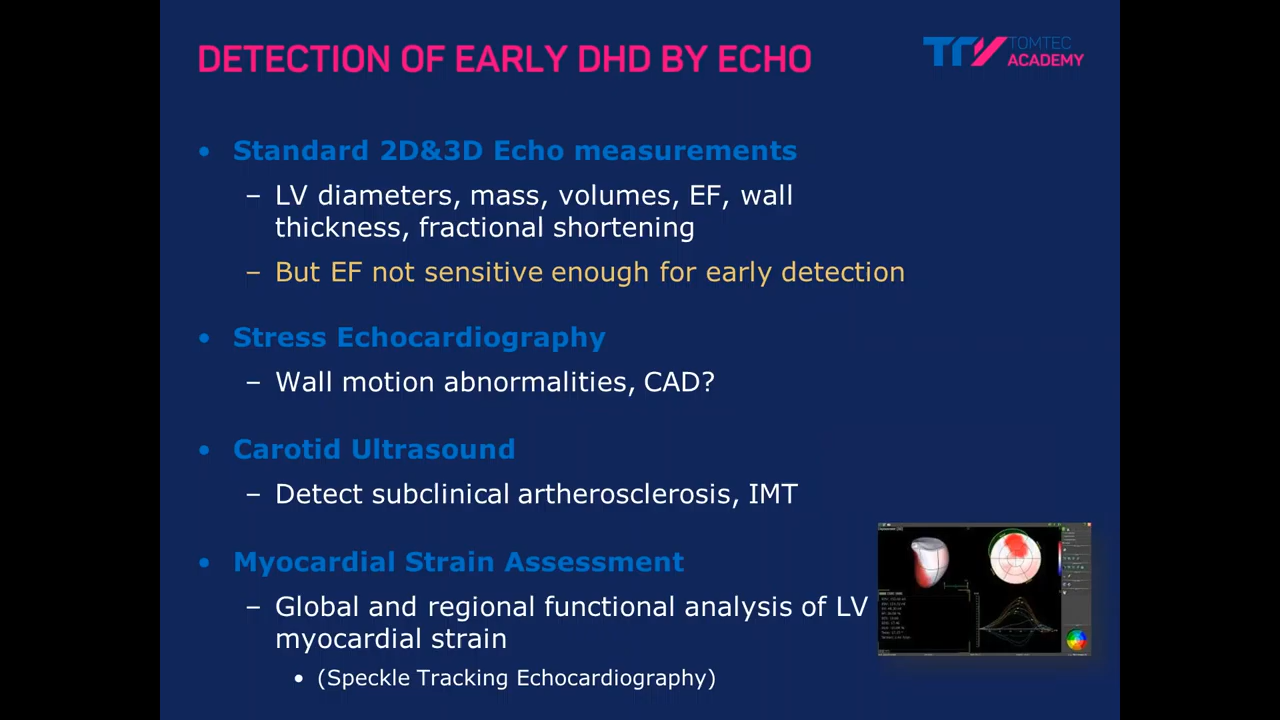 DETECTION OF EARLY DHD BY ECHO
TOMTEC
ACADEMY
• Standard 2D&3D Echo measurements
– LV diameters, mass, volumes, EF, wall
thickness, fractional shortening
– But EF not sensitive enough for early detection
• Stress Echocardiography
– Wall motion abnormalities, CAD?
• Carotid Ultrasound
– Detect subclinical artherosclerosis, IMT
• Myocardial Strain Assessment
– Global and regional functional analysis of LV
myocardial strain
• (Speckle Tracking Echocardiography)